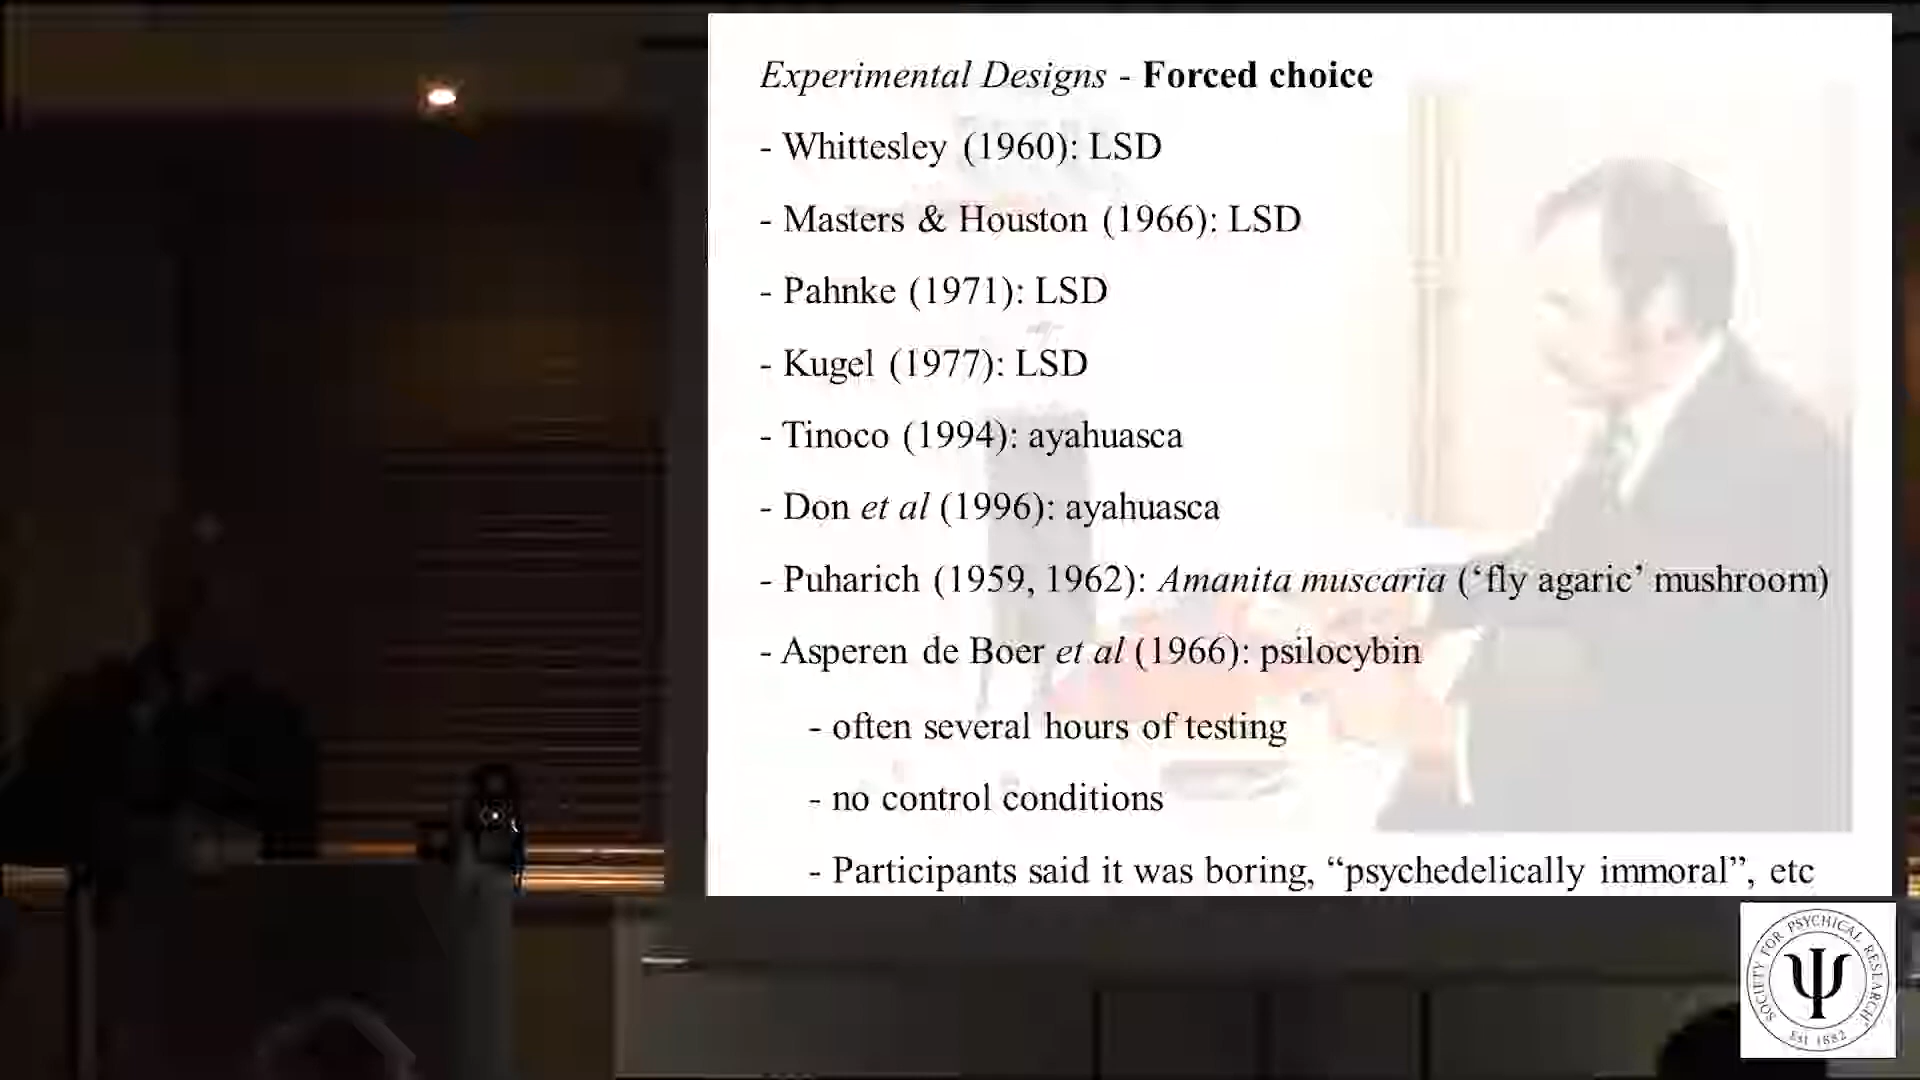 Experimental Designs - Forced choice
- Whittesley (1960): LSD
- Masters & Houston (1966): LSD
- Pahnke (1971): LSD
- Kugel (1977): LSD
- Tinoco (1994): ayahuasca
- Don et al (1996): ayahuasca
- Puharich (1959, 1962): Amanita muscaria (‘fly agaric’ mushroom)
- Asperen de Boer et al (1966): psilocybin
- often several hours of testing
- no control conditions
- Participants said it was boring, “psychedelically immoral”, etc
SOCIETY FOR PSYCHICAL RESEARCH
Ψ
Est 1882